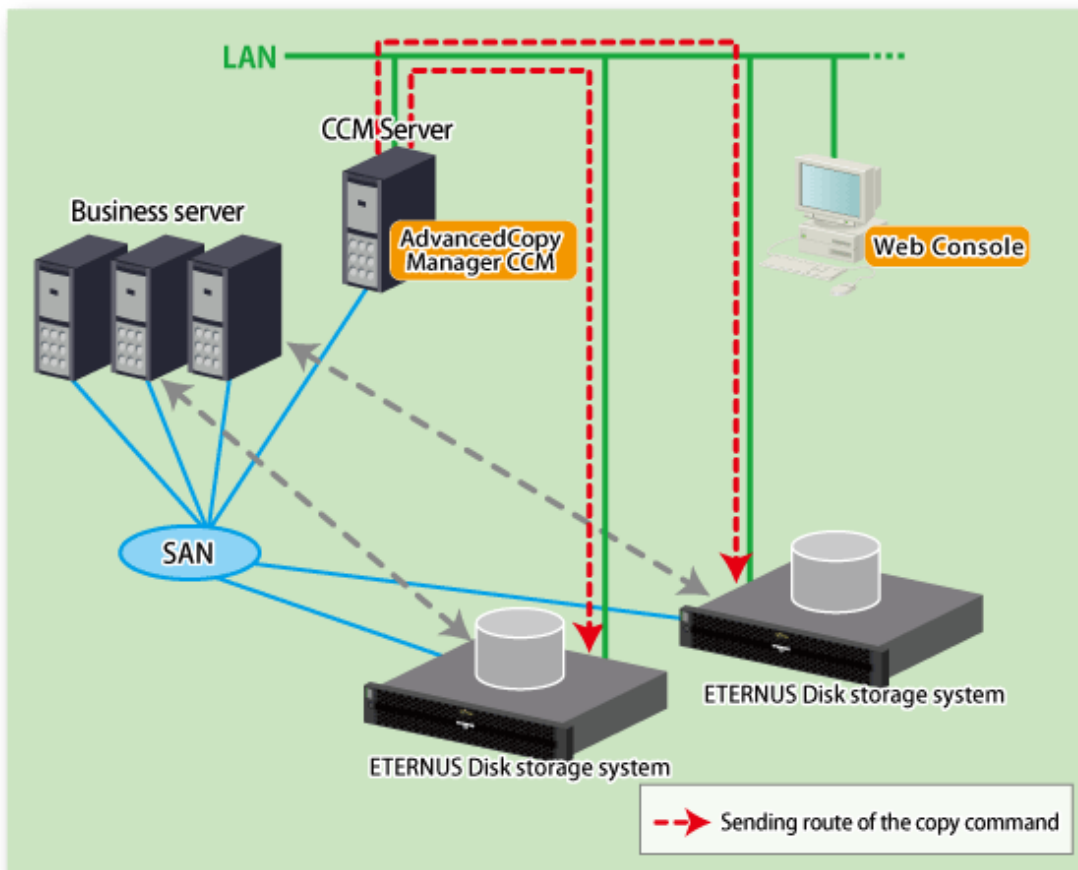 LAN
CCM Server
Business server
AdvancedCopy
Manager CCM
Web Console
SAN
ETERNUS Disk storage system
ETERNUS Disk storage system
Sending route of the copy command